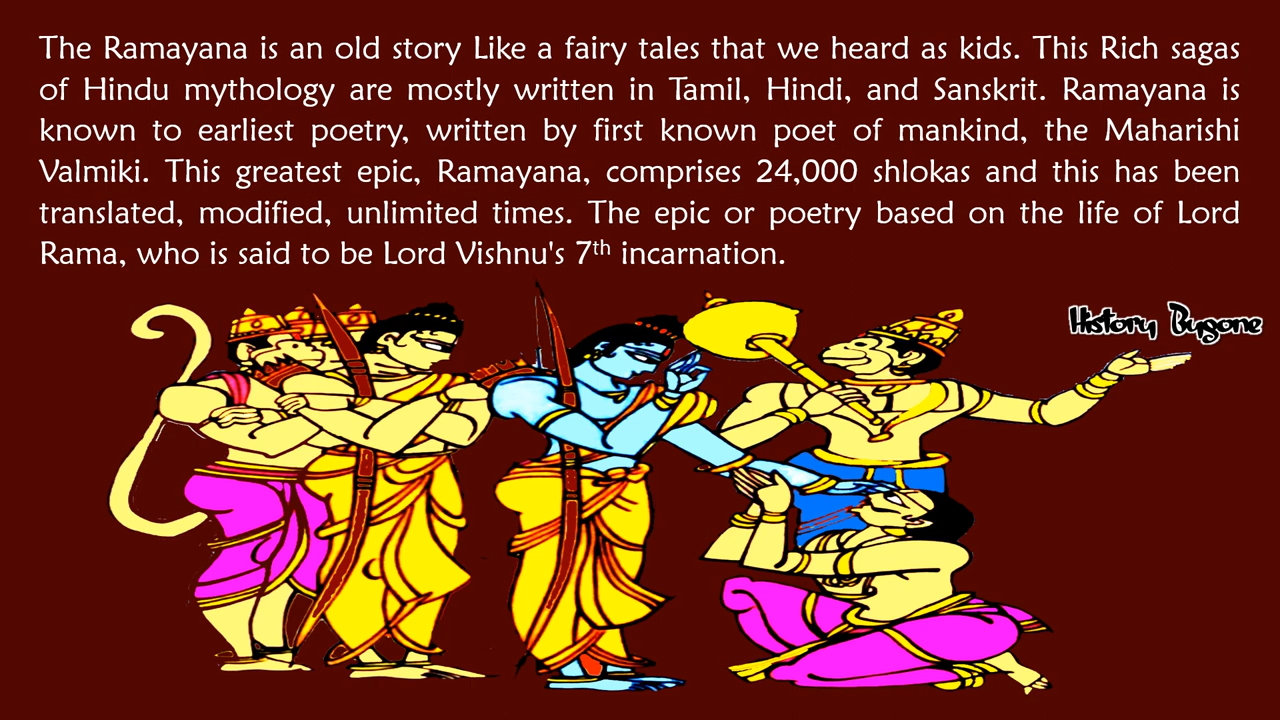 The Ramayana is an old story Like a fairy tales that we heard as kids. This Rich sagas
of Hindu mythology are mostly written in Tamil, Hindi, and Sanskrit. Ramayana is
known to earliest poetry, written by first known poet of mankind, the Maharishi
Valmiki. This greatest epic, Ramayana, comprises 24,000 shlokas and this has been
translated, modified, unlimited times. The epic or poetry based on the life of Lord
Rama, who is said to be Lord Vishnu's 7th incarnation.
History Bygone